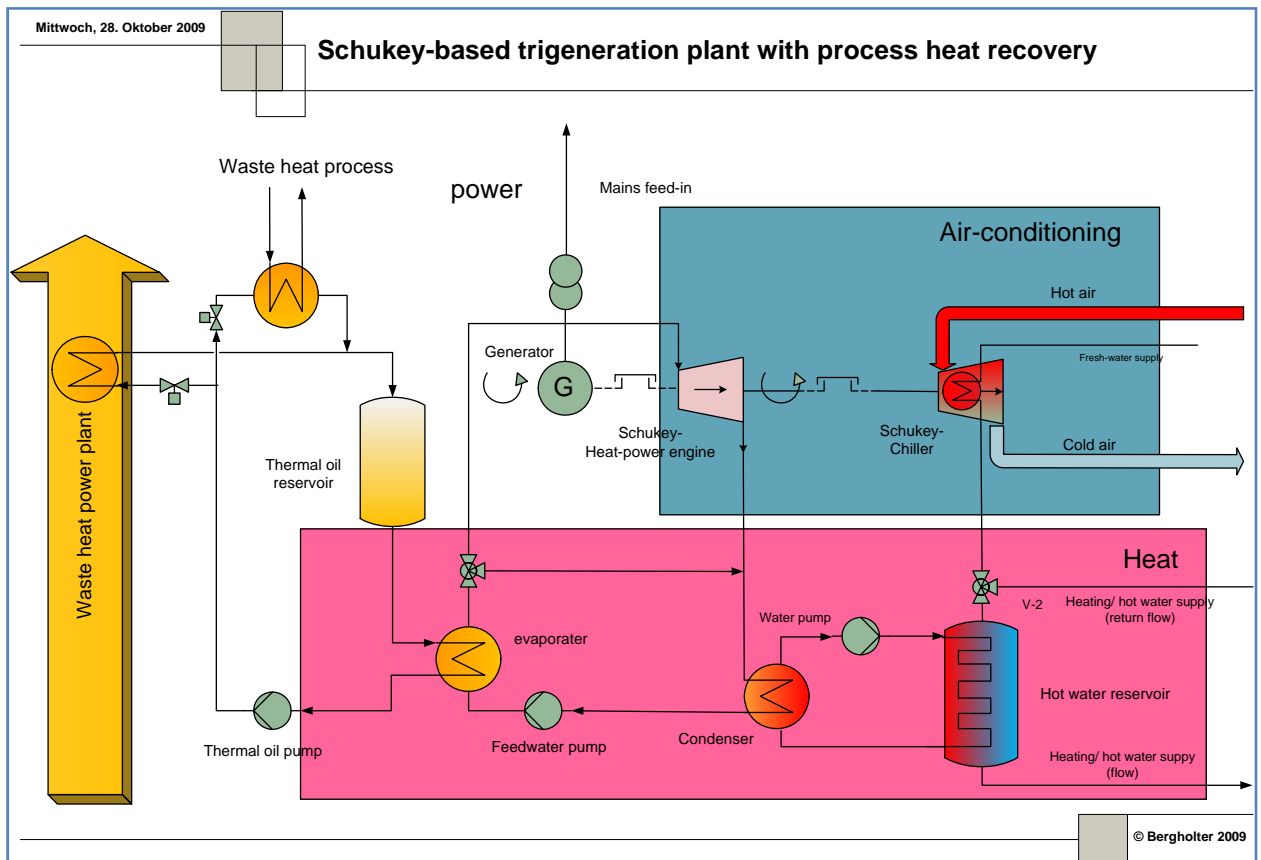 Mittwoch, 28. Oktober 2009
Schukey-based trigeneration plant with process heat recovery
Waste heat process
power
Mains feed-in
Air-conditioning
Hot air
Generator
Fresh-water supply
G
Schukey-
Heat-power engine
Schukey-
Chiller
Cold air
Thermal oil
reservoir
Waste heat power plant
Heat
V-2
Heating/ hot water supply
(return flow)
Water pump
evaporater
Hot water reservoir
Condenser
Thermal oil pump
Feedwater pump
Heating/ hot water suppy
(flow)
© Bergholter 2009